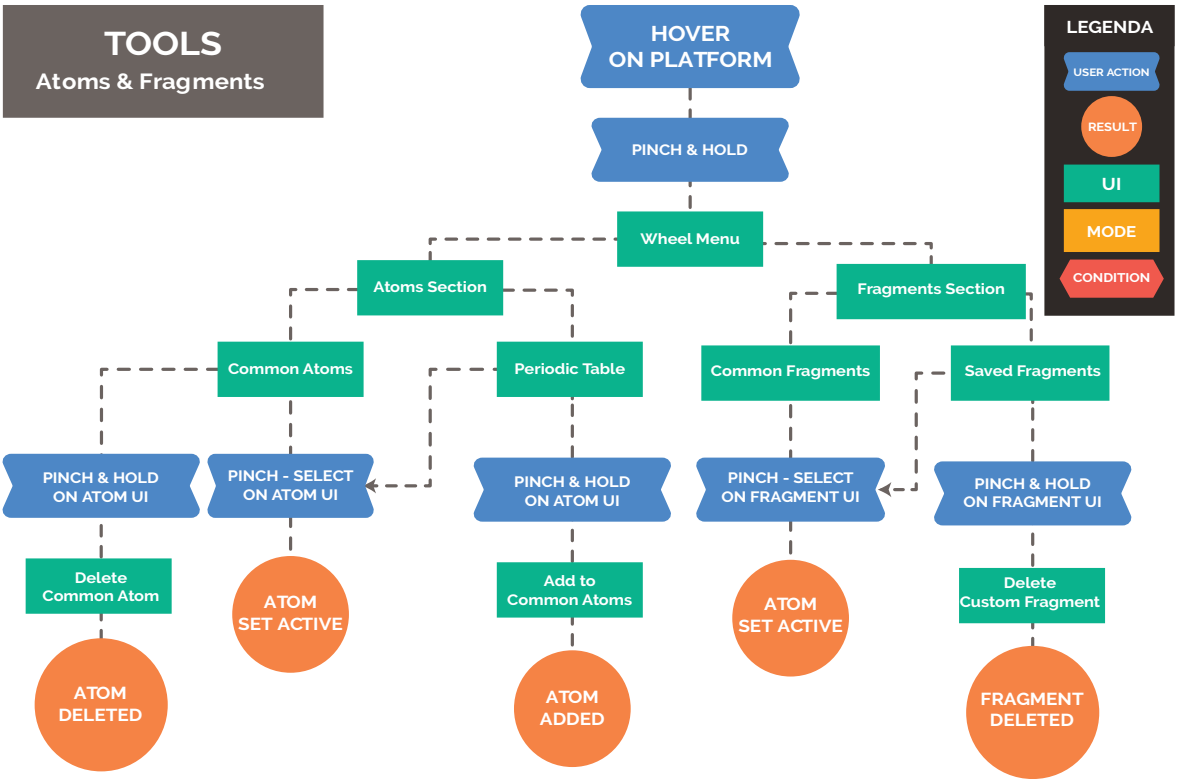 TOOLS
Atoms & Fragments
HOVER
ON PLATFORM
LEGENDA
USER ACTION
RESULT
UI
MODE
CONDITION
PINCH & HOLD
Wheel Menu
Atoms Section
Fragments Section
Common Atoms
Periodic Table
Common Fragments
Saved Fragments
PINCH & HOLD
ON ATOM UI
PINCH - SELECT
ON ATOM UI
PINCH & HOLD
ON ATOM UI
PINCH - SELECT
ON FRAGMENT UI
PINCH & HOLD
ON FRAGMENT UI
Delete
Common Atom
ATOM
SET ACTIVE
Add to
Common Atoms
ATOM
SET ACTIVE
Delete
Custom Fragment
ATOM
DELETED
ATOM
ADDED
FRAGMENT
DELETED